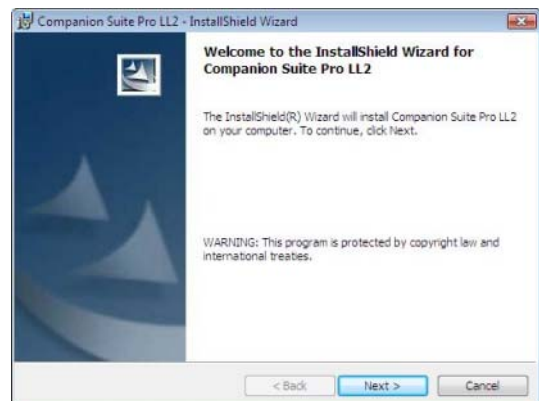 Companion Suite Pro LL2 - InstallShield Wizard
Welcome to the InstallShield Wizard for
Companion Suite Pro LL2
The InstallShield(R) Wizard will install Companion Suite Pro LL2
on your computer. To continue, click Next.
WARNING: This program is protected by copyright law and
international treaties.
< Back
Next >
Cancel